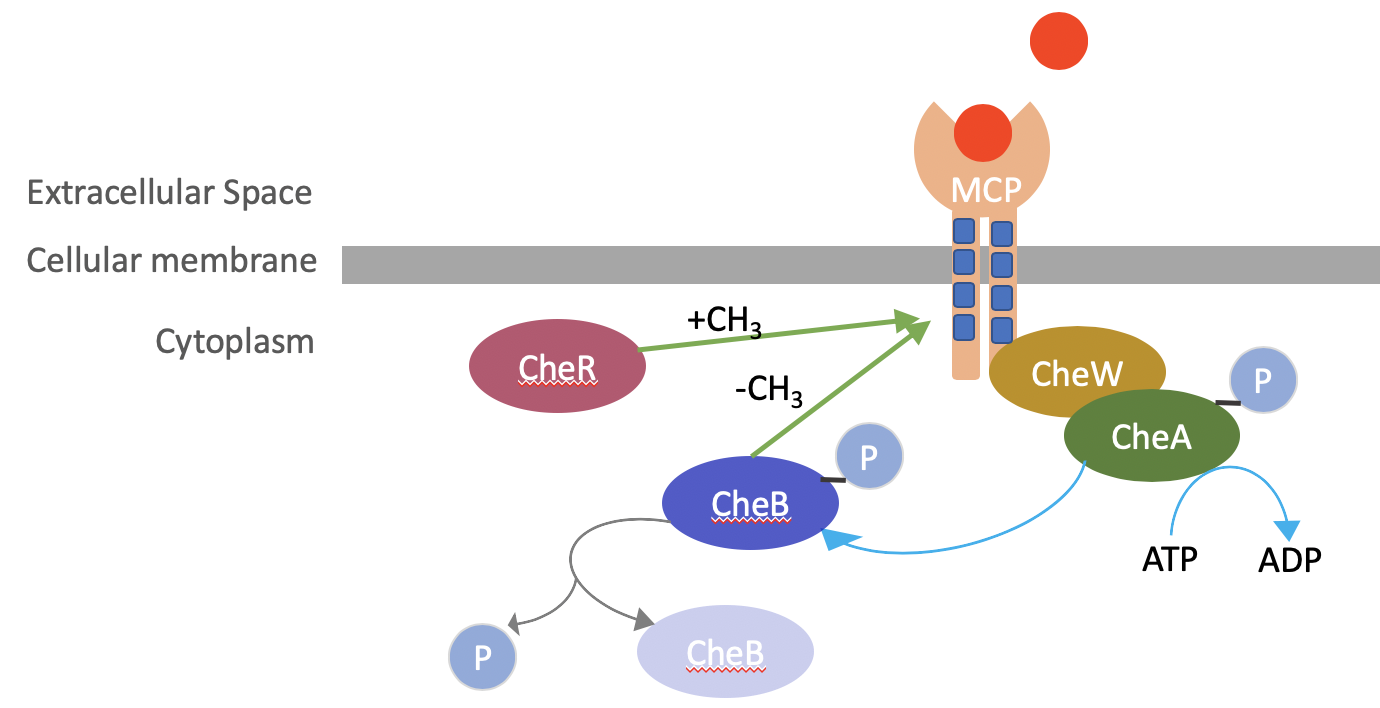 MCP
Extracellular Space
Cellular membrane
Cytoplasm
+CH₃
CheR
CheW
P
-CH₃
CheA
P
CheB
ATP
ADP
P
CheB